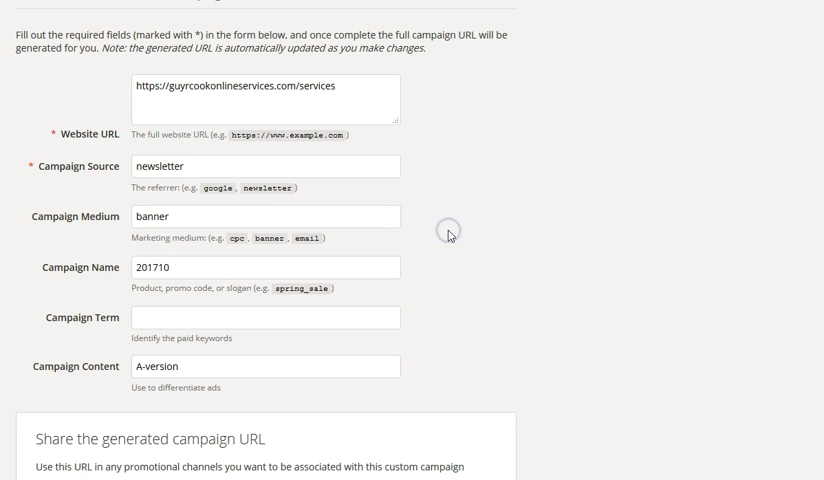 Fill out the required fields (marked with *) in the form below, and once complete the full campaign URL will be
generated for you. Note: the generated URL is automatically updated as you make changes.
https://guyrcookonlineservices.com/services
* Website URL
The full website URL (e.g. https://www.example.com )
* Campaign Source
newsletter
The referrer: (e.g. google , newsletter )
Campaign Medium
banner
Marketing medium: (e.g. cpc , banner , email )
Campaign Name
201710
Product, promo code, or slogan (e.g. spring_sale )
Campaign Term
Identify the paid keywords
Campaign Content
A-version
Use to differentiate ads
Share the generated campaign URL
Use this URL in any promotional channels you want to be associated with this custom campaign